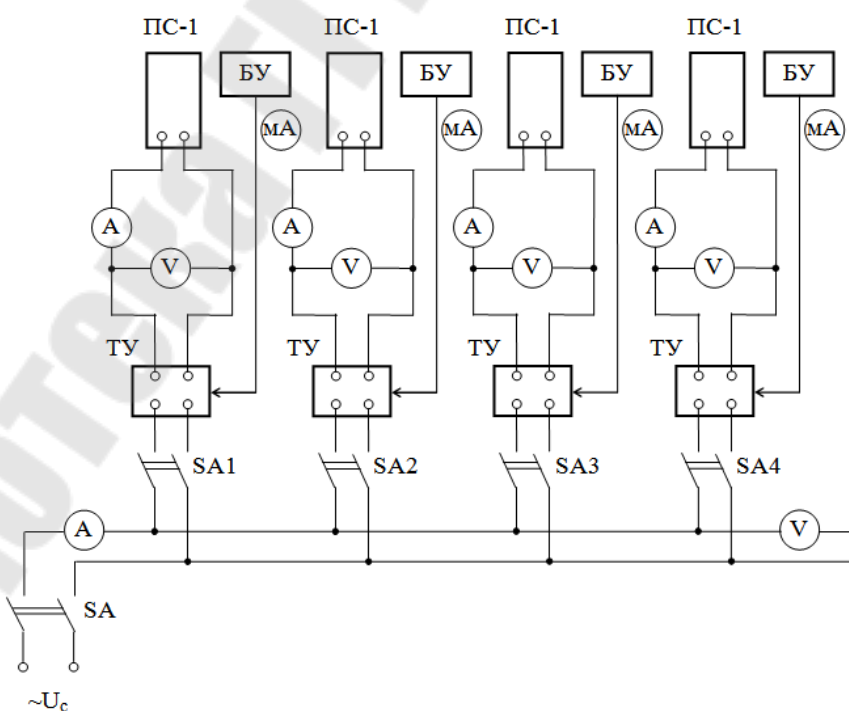 ПС-1 ПС-1 ПС-1 ПС-1
БУ БУ БУ БУ
мА мА мА мА
А А А А
V V V V
ТУ ТУ ТУ ТУ
SA1 SA2 SA3 SA4
А V
SA
~Uс